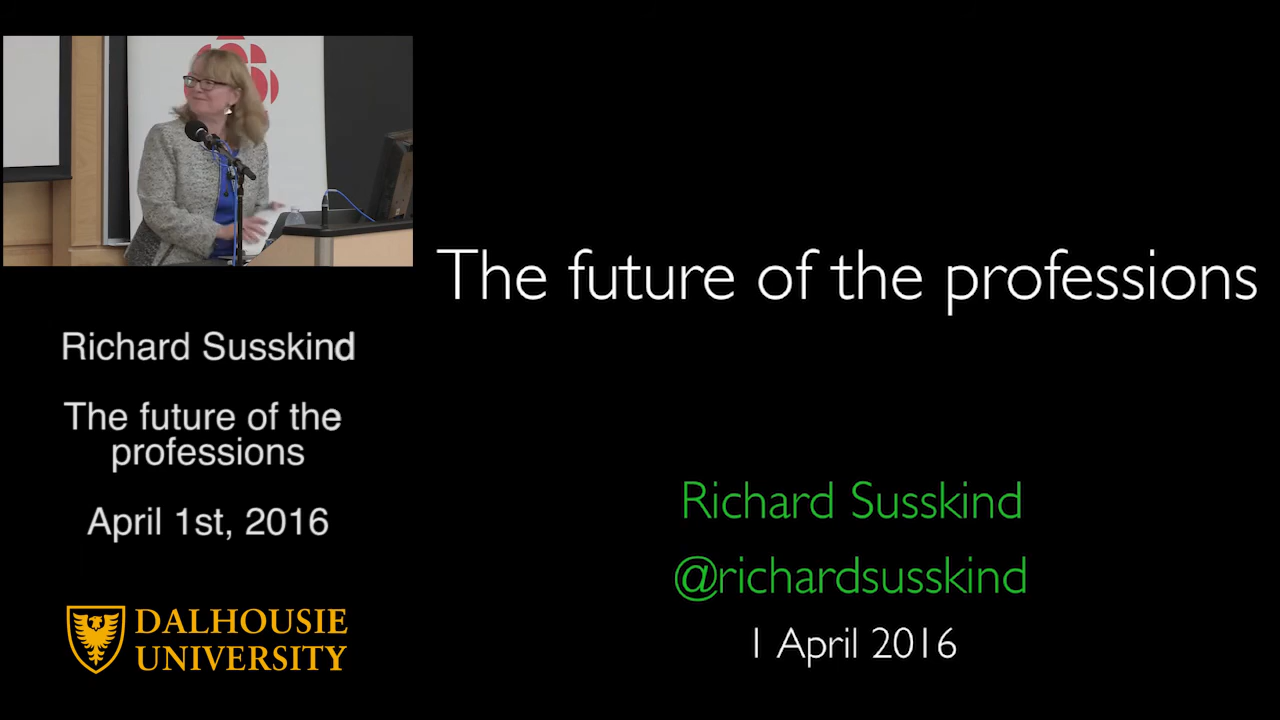 Richard Susskind
The future of the
professions
April 1st, 2016
DALHOUSIE
UNIVERSITY
The future of the professions
Richard Susskind
@richardsusskind
1 April 2016